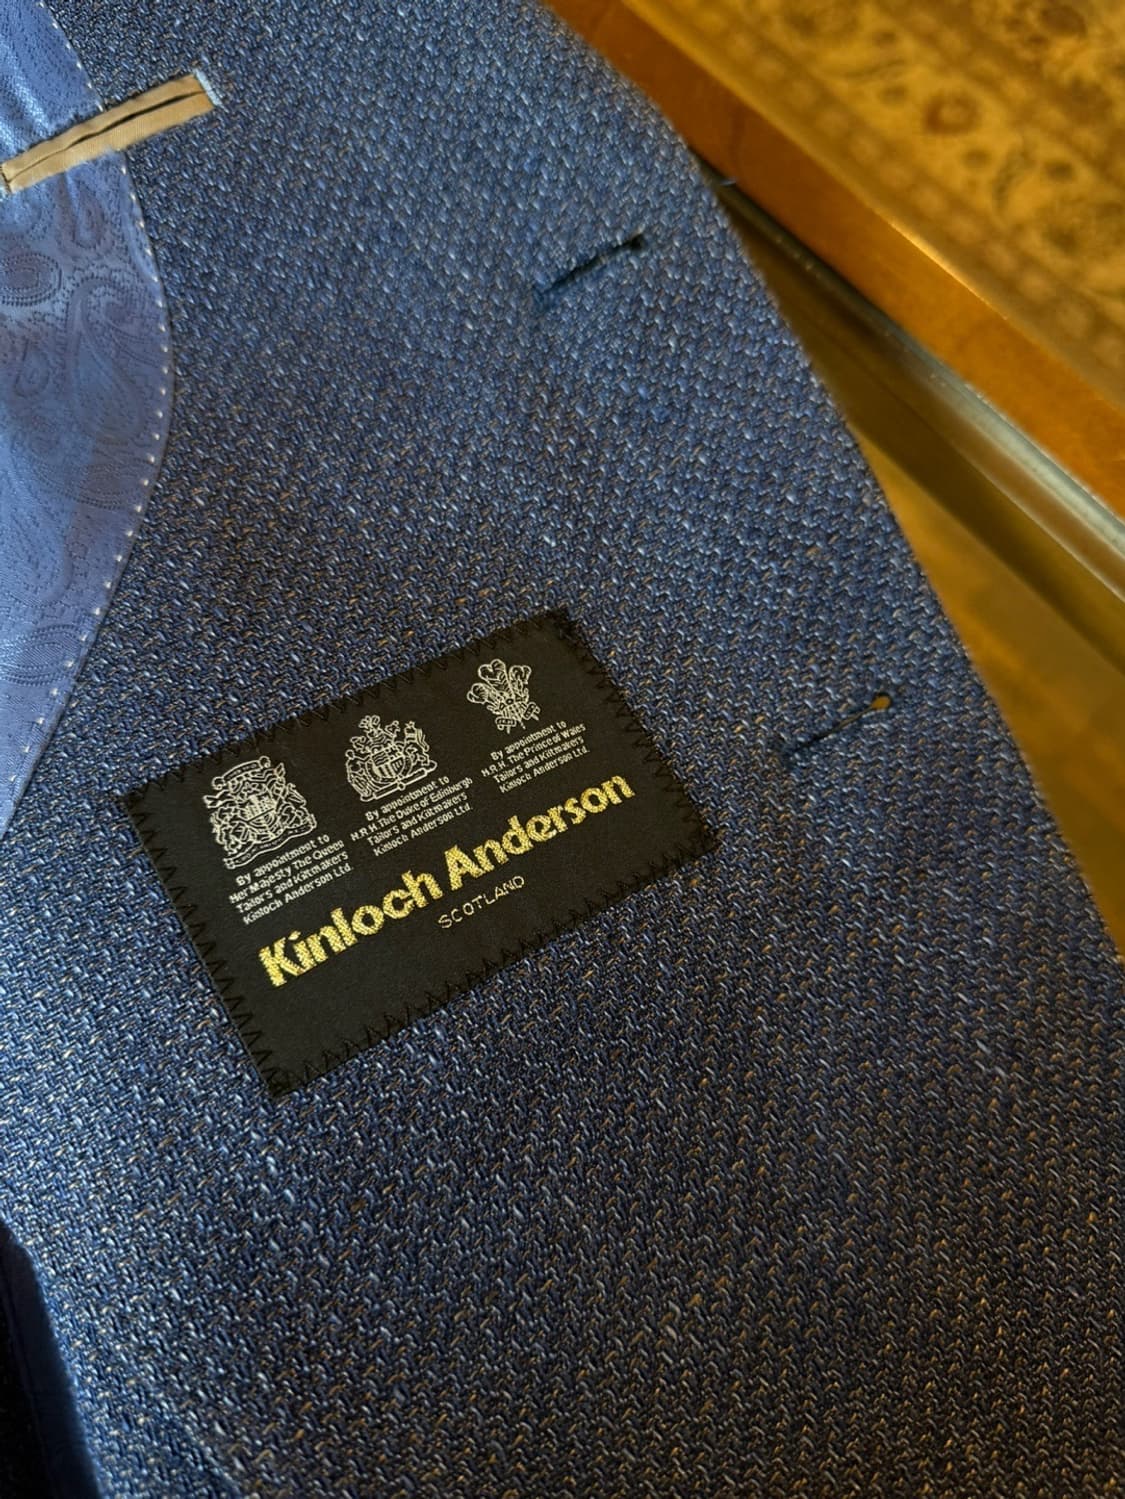 By appointment to
Her Majesty The Queen
Tailors and Kiltmakers
Kinloch Anderson Ltd.
By appointment to
H.R.H. The Duke of Edinburgh
Tailors and Kiltmakers
Kinloch Anderson Ltd
By appointment to
H.R.H. The Prince of Wales
Tailors and Kiltmakers
Kinloch Anderson Ltd.
Kinloch Anderson
SCOTLAND